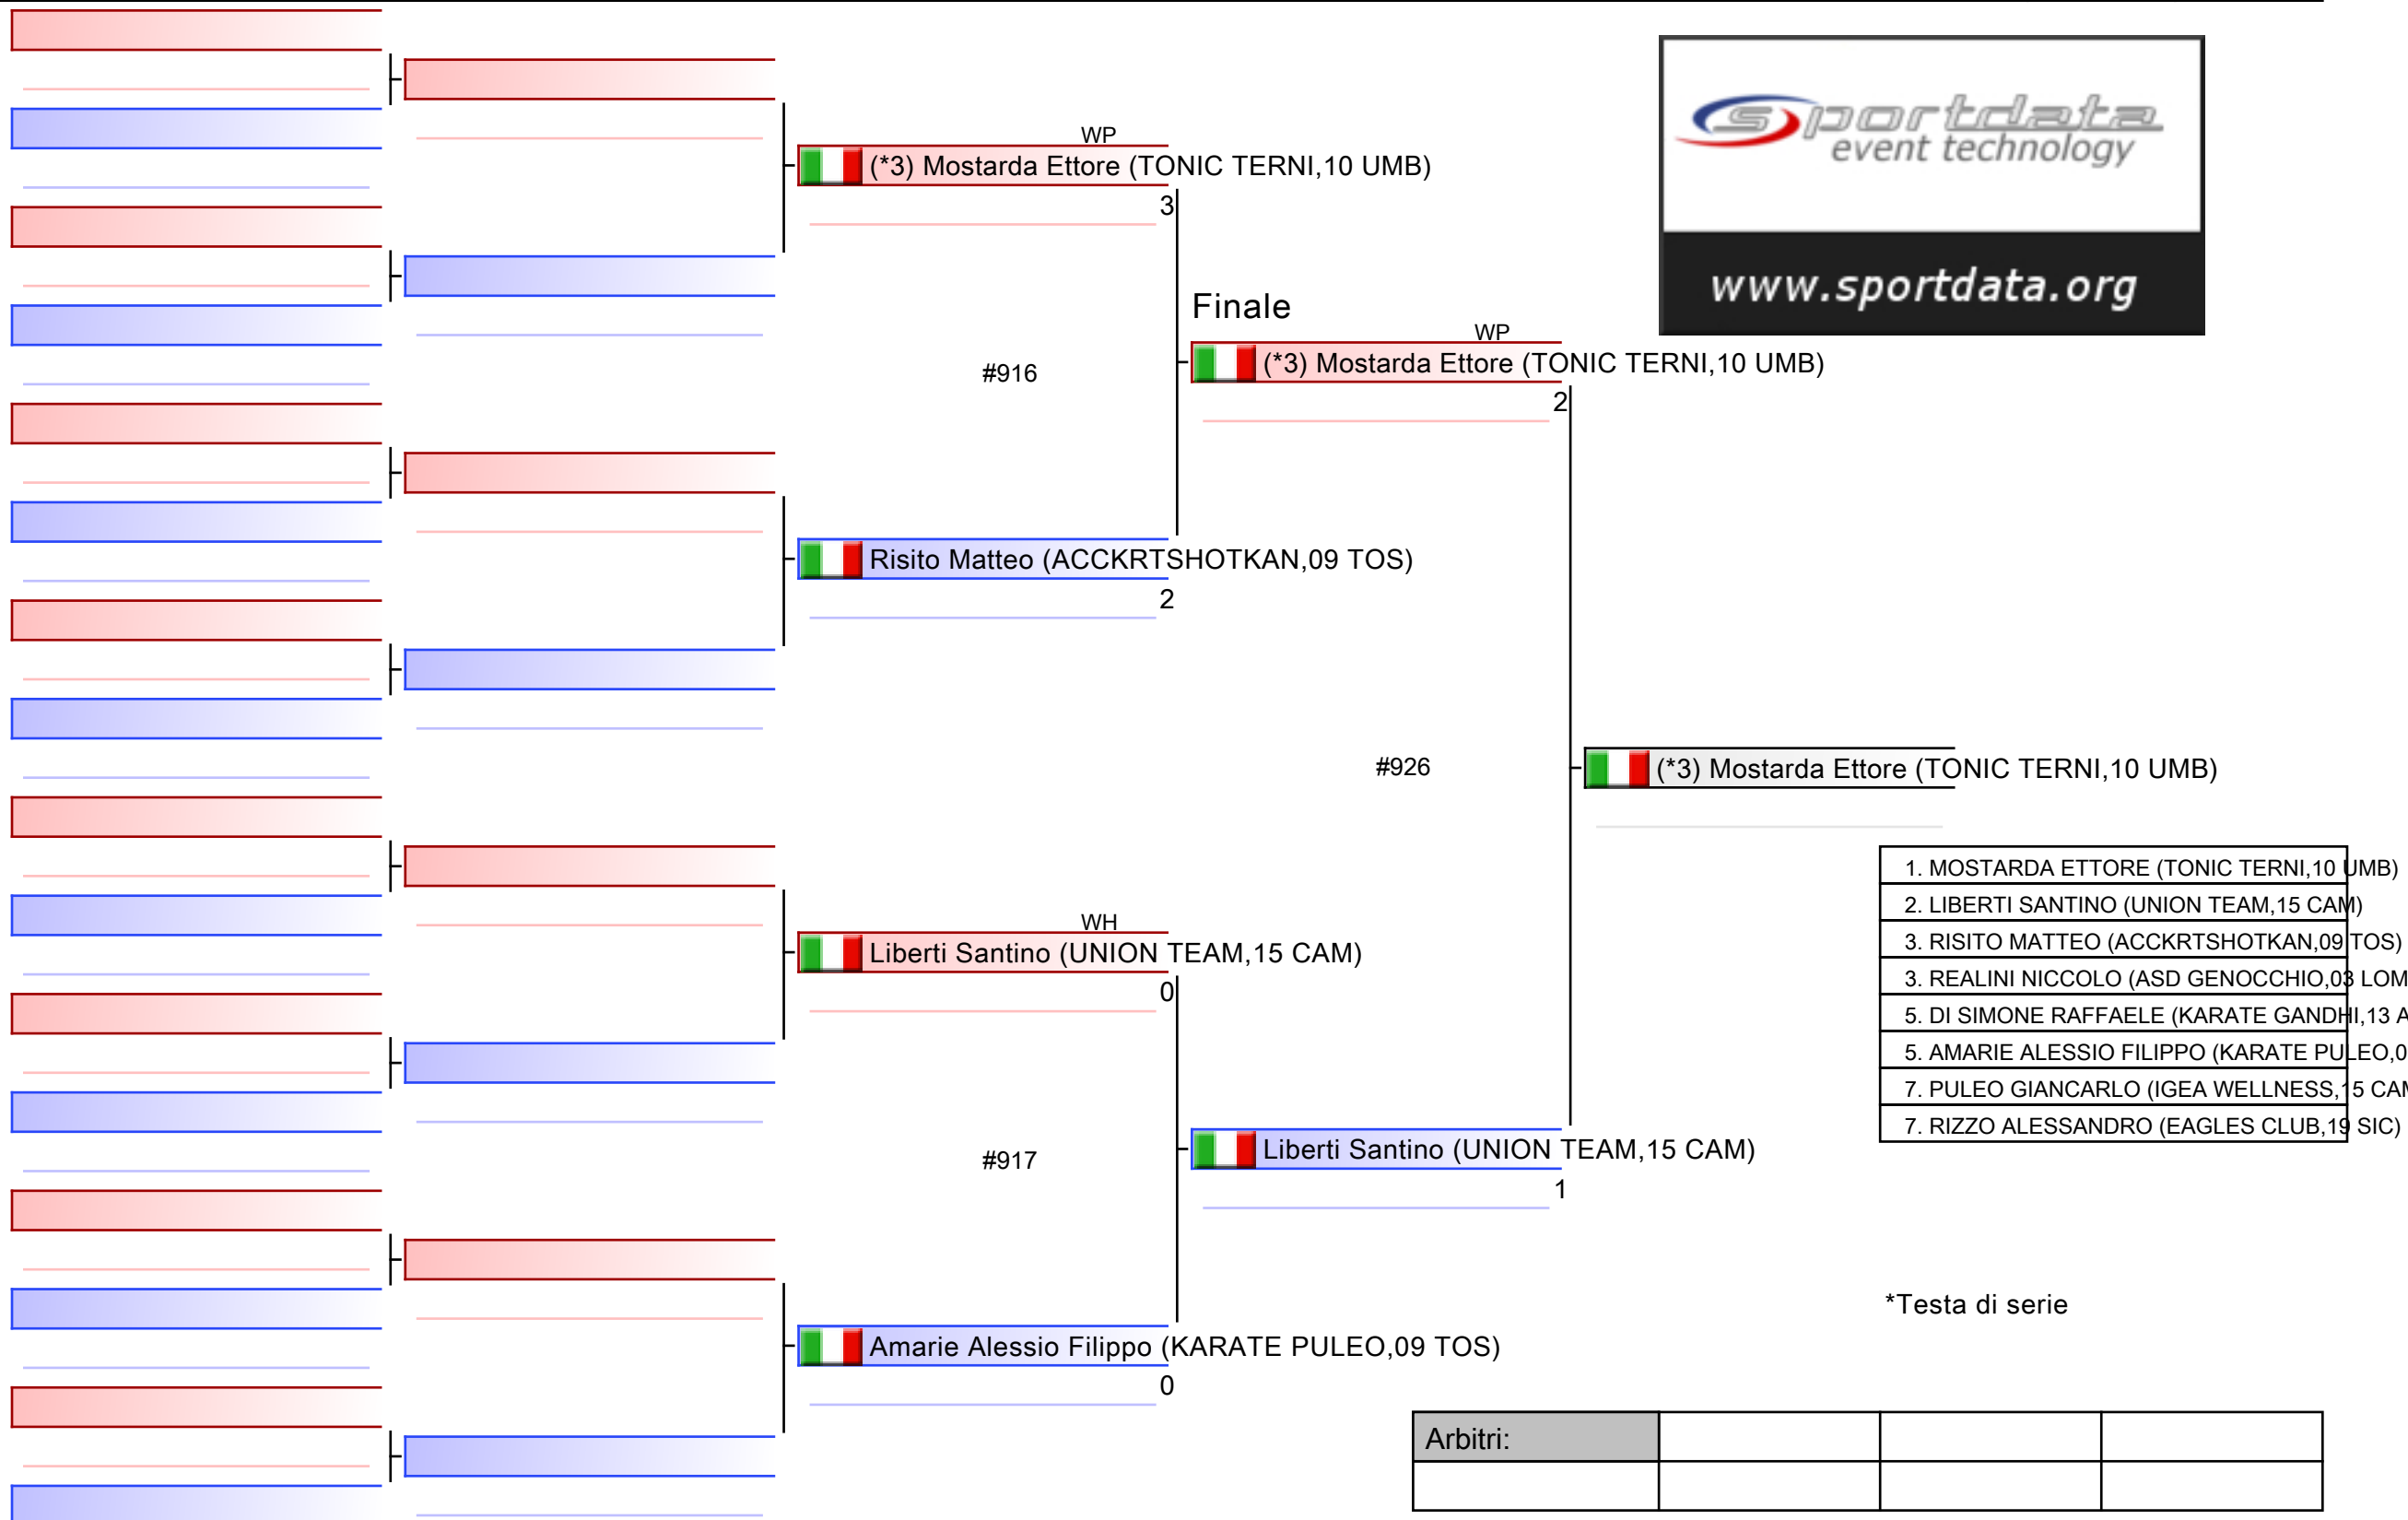 sportdata
event technology
www.sportdata.org
WP
(*3) Mostarda Ettore (TONIC TERNI,10 UMB)
3
#916
Risito Matteo (ACCKRTSHOTKAN,09 TOS)
2
Finale
WP
(*3) Mostarda Ettore (TONIC TERNI,10 UMB)
2
#926
(*3) Mostarda Ettore (TONIC TERNI,10 UMB)
WH
Liberti Santino (UNION TEAM,15 CAM)
0
#917
Liberti Santino (UNION TEAM,15 CAM)
1
Amarie Alessio Filippo (KARATE PULEO,09 TOS)
0
1. MOSTARDA ETTORE (TONIC TERNI,10 UMB)
2. LIBERTI SANTINO (UNION TEAM,15 CAM)
3. RISITO MATTEO (ACCKRTSHOTKAN,09 TOS)
3. REALINI NICCOLO (ASD GENOCCHIO,03 LOM
5. DI SIMONE RAFFAELE (KARATE GANDHI,13 A
5. AMARIE ALESSIO FILIPPO (KARATE PULEO,0
7. PULEO GIANCARLO (IGEA WELLNESS,15 CAM
7. RIZZO ALESSANDRO (EAGLES CLUB,19 SIC)
*Testa di serie
Arbitri: